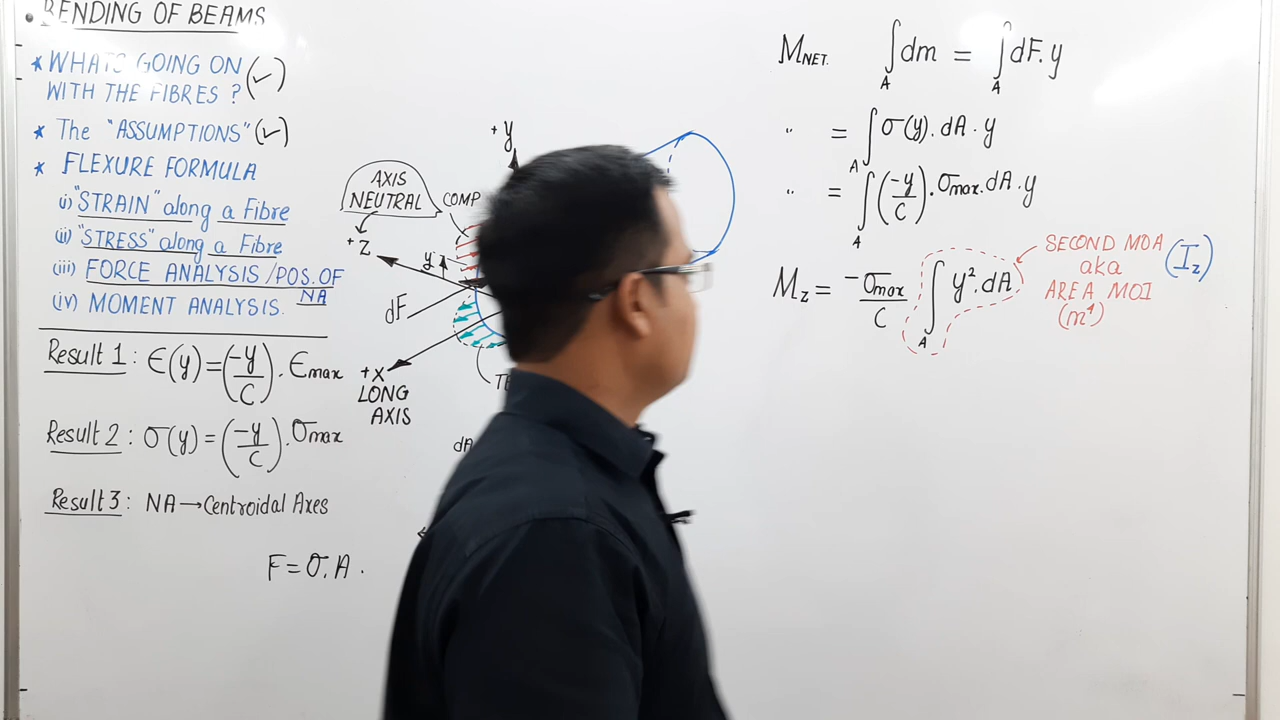 • BENDING OF BEAMS
* WHATS GOING ON (✓)
WITH THE FIBRES ?
* The "ASSUMPTIONS" (✓)
* FLEXURE FORMULA
i) "STRAIN" along a Fibre
(ii) "STRESS" along a Fibre
(iii) FORCE ANALYSIS/POS. OF
NA
(iv) MOMENT ANALYSIS.
Result 1 : ϵ(y) = (-y/C) . ϵmax
Result 2 : σ(y) = (-y/C) . σmax
Result 3 : NA → Centroidal Axes
F = σ. A .
+ y
AXIS
NEUTRAL
COMP
+ z
y
dF
+ x
LONG
AXIS
dA
MNET. ∫A dm = ∫A dF. y
" = ∫A σ(y). dA . y
" = ∫A (-y/C) . σmax. dA . y
Mz = -σmax/C ∫A y². dA.
SECOND MOA (Iz)
aka
AREA MOI
(m⁴)